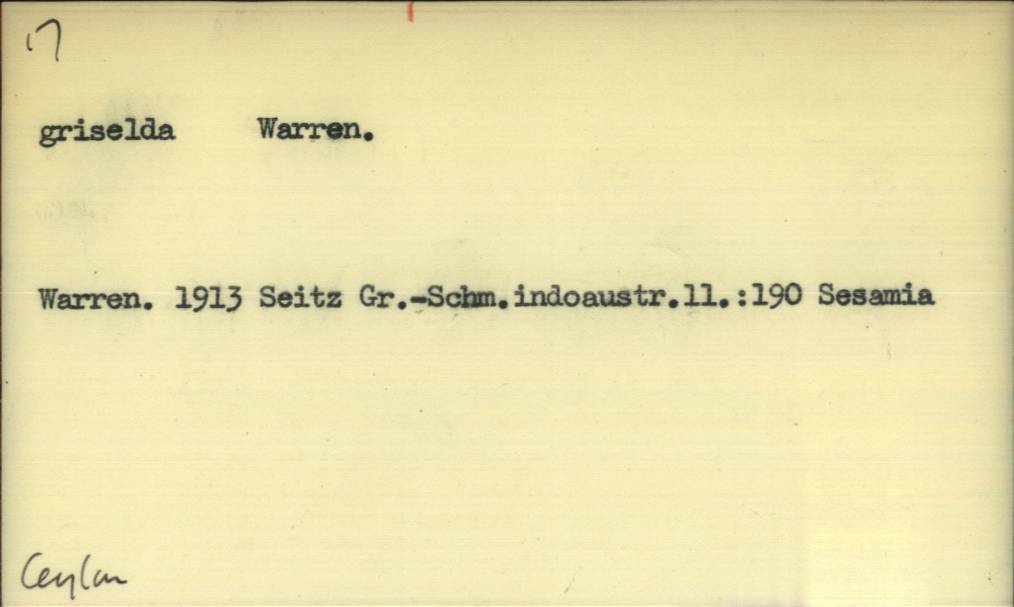 17
griselda Warren.
Warren. 1913 Seitz Gr.-Schm.indoaustr.11.:190 Sesamia
Ceylon